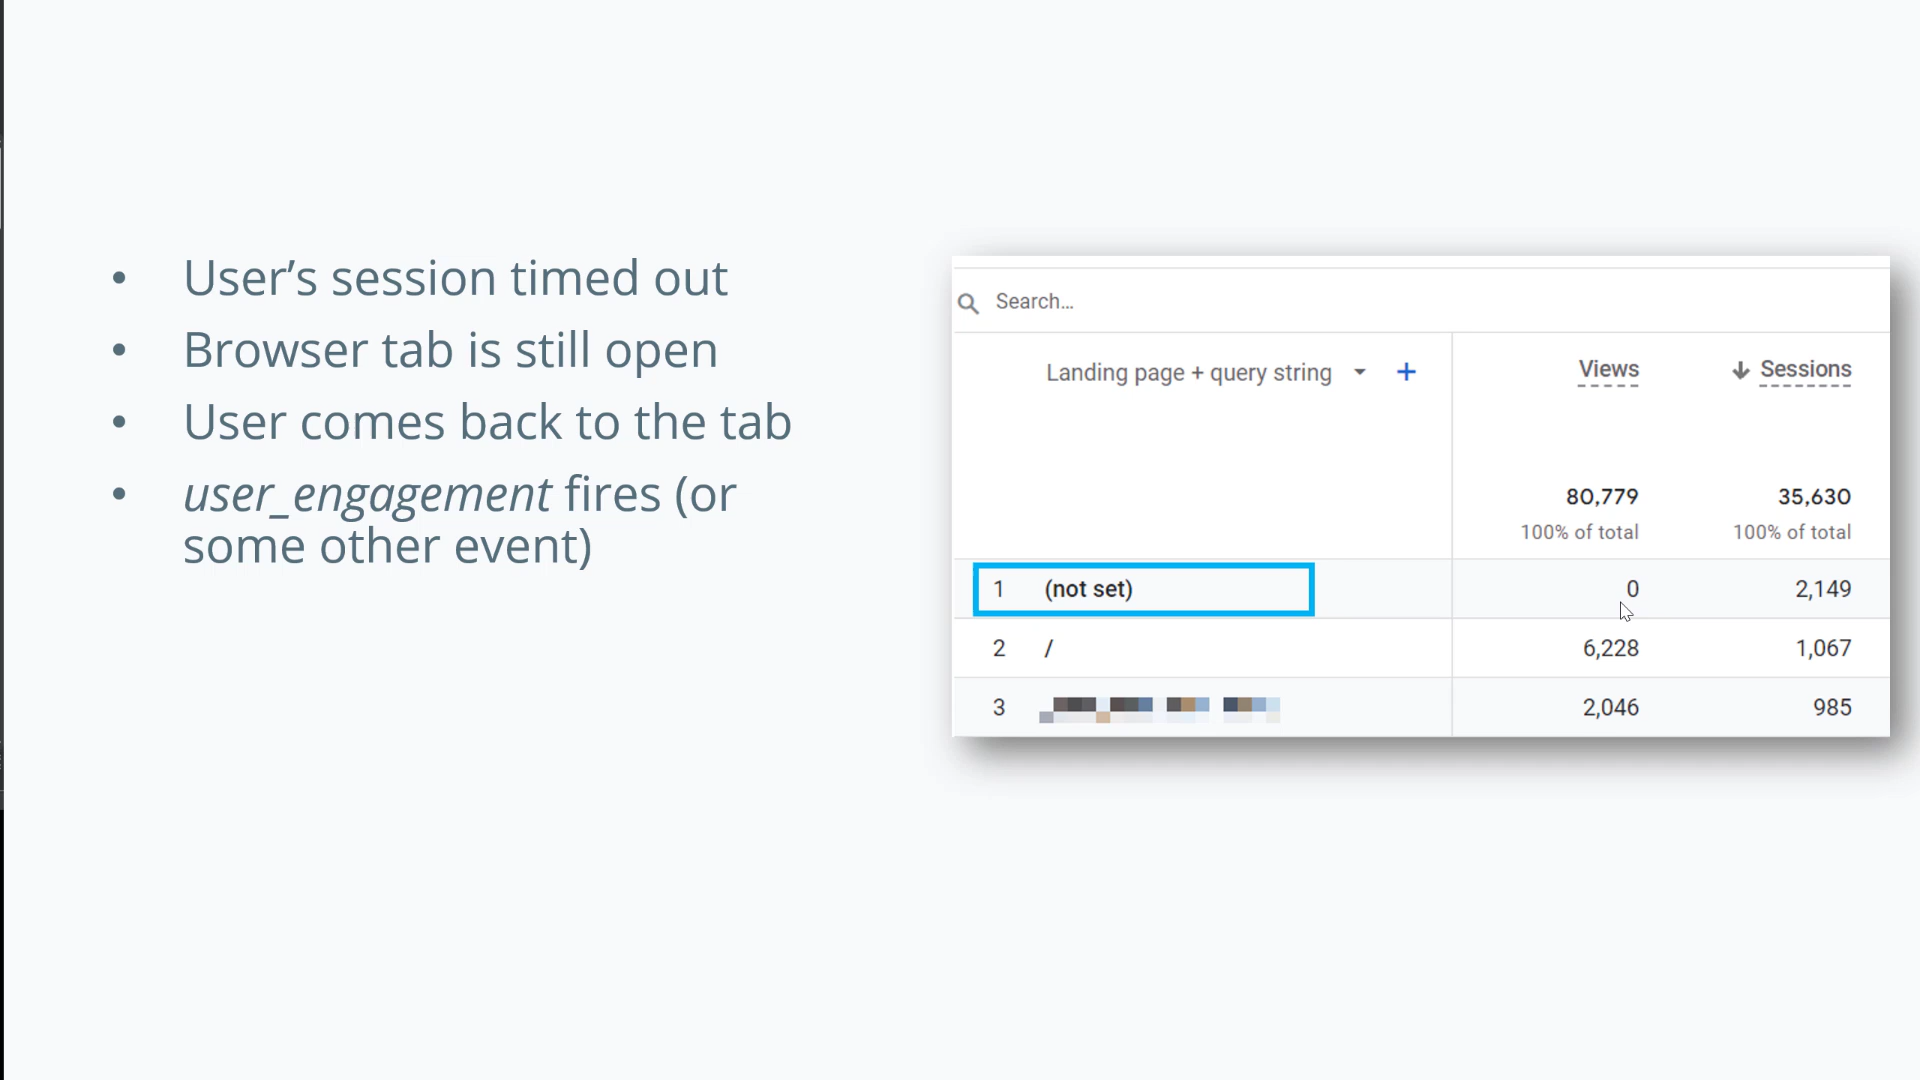 • User’s session timed out
• Browser tab is still open
• User comes back to the tab
• user_engagement fires (or
some other event)
Search...
Landing page + query string + Views Sessions
80,779 35,630
100% of total 100% of total
1 (not set) 0 2,149
2 / 6,228 1,067
3 2,046 985